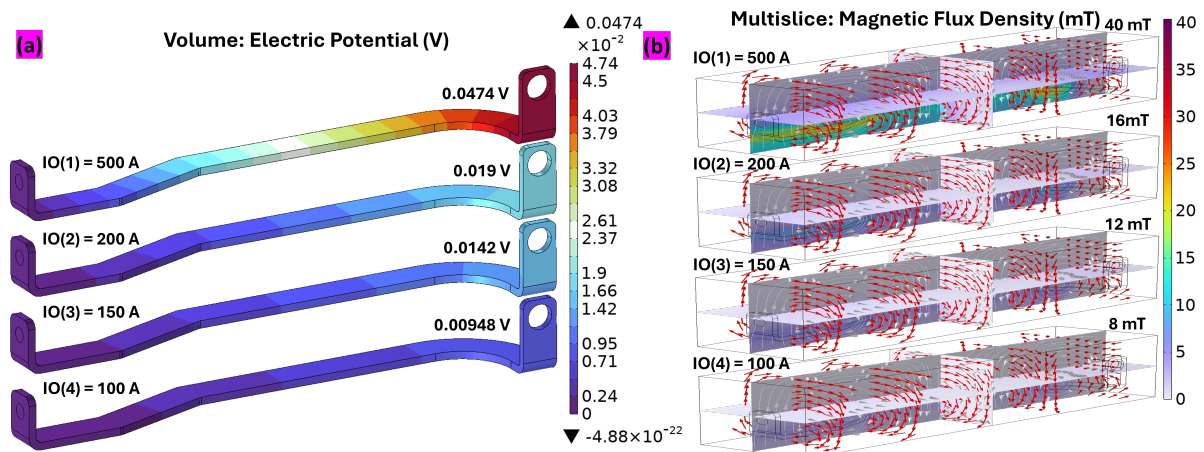 (a)
Volume: Electric Potential (V)
IO(1) = 500 A
0.0474 V
IO(2) = 200 A
0.019 V
IO(3) = 150 A
0.0142 V
IO(4) = 100 A
0.00948 V
▲ 0.0474
×10⁻²
4.74
4.5
4.03
3.79
3.32
3.08
2.61
2.37
1.9
1.66
1.42
0.95
0.71
0.24
0
▼ -4.88×10⁻²²
(b)
Multislice: Magnetic Flux Density (mT)
IO(1) = 500 A
40 mT
IO(2) = 200 A
16mT
IO(3) = 150 A
12 mT
IO(4) = 100 A
8 mT
40
35
30
25
20
15
10
5
0